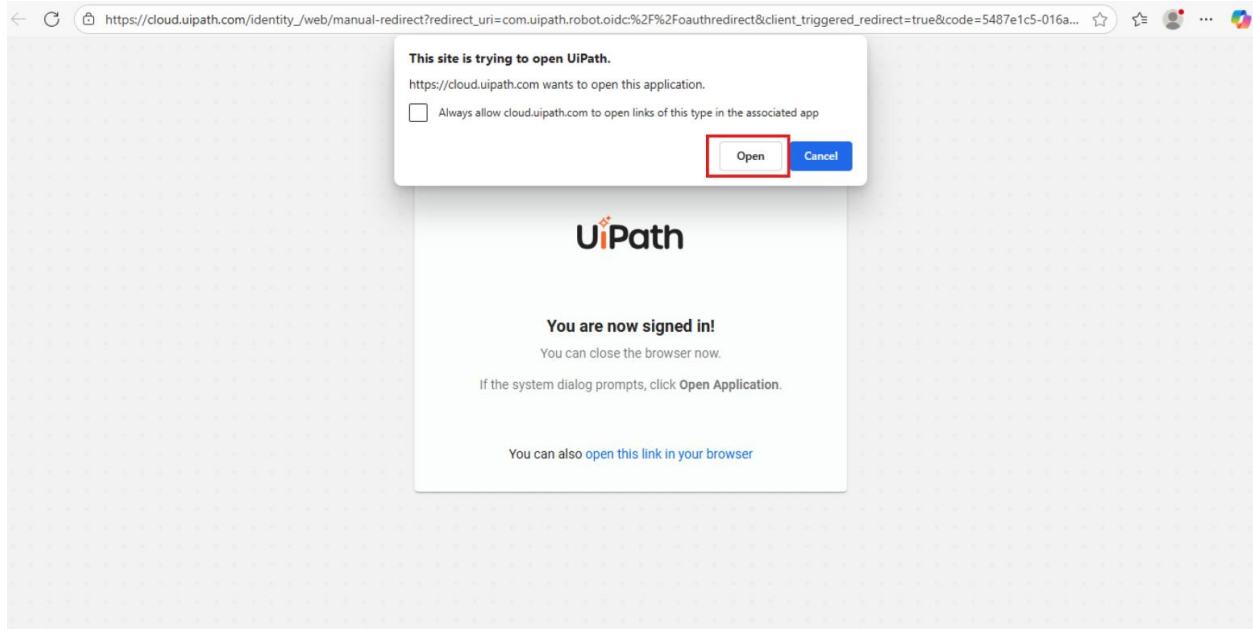 https://cloud.uipath.com/identity_/web/manual-redirect?redirect_uri=com.uipath.robot.oidc:%2F%2Foauthredirect&client_triggered_redirect=true&code=5487e1c5-016a...
This site is trying to open UiPath.
https://cloud.uipath.com wants to open this application.
Always allow cloud.uipath.com to open links of this type in the associated app
Open Cancel
UiPath
You are now signed in!
You can close the browser now.
If the system dialog prompts, click Open Application.
You can also open this link in your browser